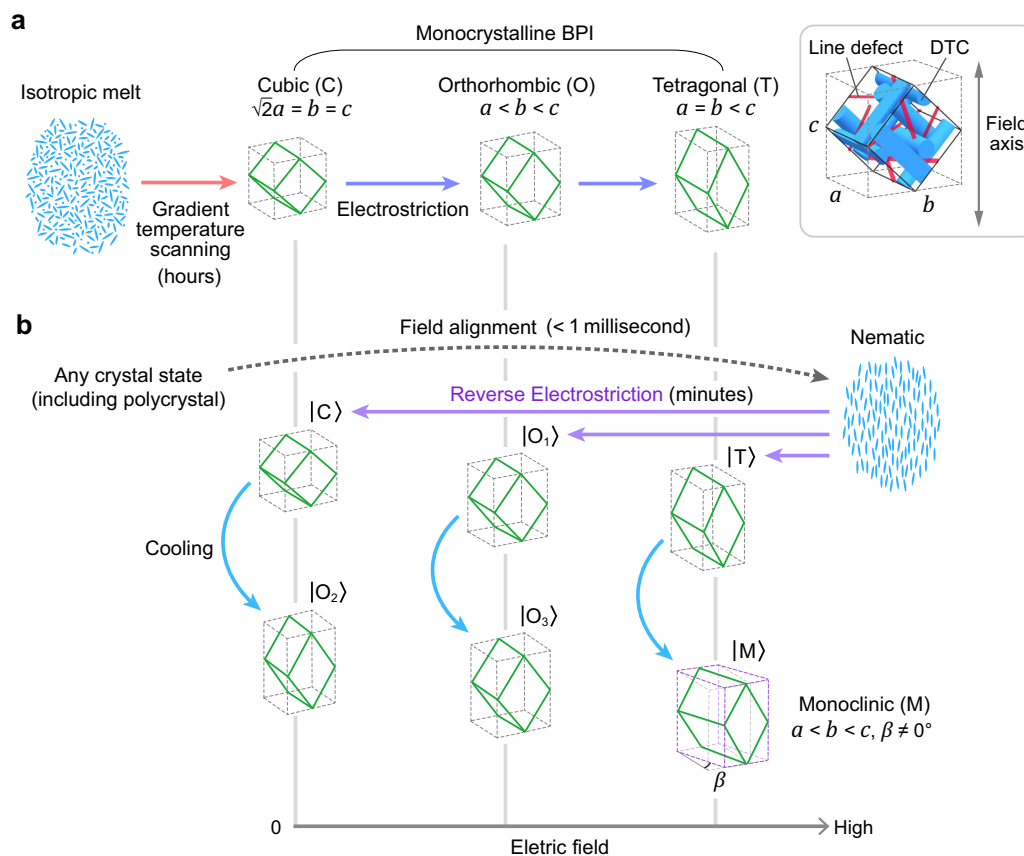 a
Monocrystalline BPI
Isotropic melt
Cubic (C)
√2a = b = c
Orthorhombic (O)
a < b < c
Tetragonal (T)
a = b < c
Line defect
DTC
c
a
b
Field
axis
Gradient
temperature
scanning
(hours)
Electrostriction
b
Field alignment (< 1 millisecond)
Nematic
Any crystal state
(including polycrystal)
Reverse Electrostriction (minutes)
|C⟩
|O₁⟩
|T⟩
Cooling
|O₂⟩
|O₃⟩
|M⟩
Monoclinic (M)
a < b < c, β ≠ 0°
β
0
High
Eletric field